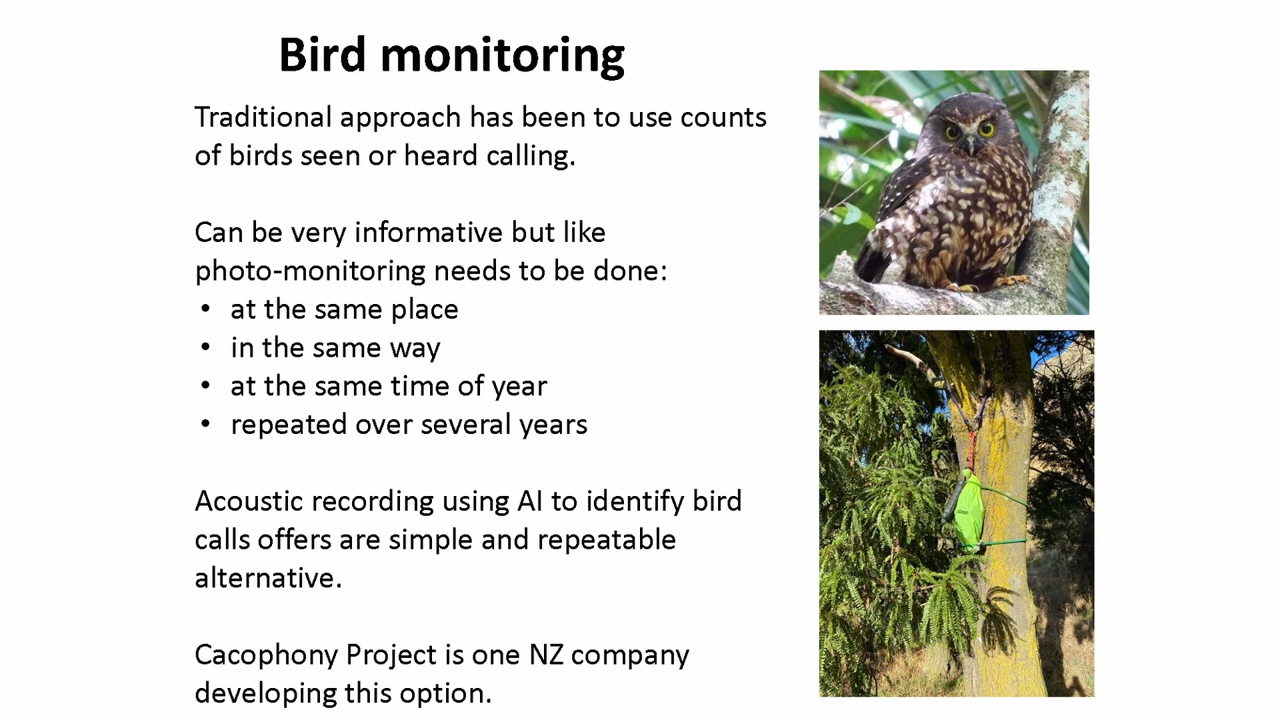 Bird monitoring
Traditional approach has been to use counts
of birds seen or heard calling.
Can be very informative but like
photo-monitoring needs to be done:
• at the same place
• in the same way
• at the same time of year
• repeated over several years
Acoustic recording using AI to identify bird
calls offers are simple and repeatable
alternative.
Cacophony Project is one NZ company
developing this option.